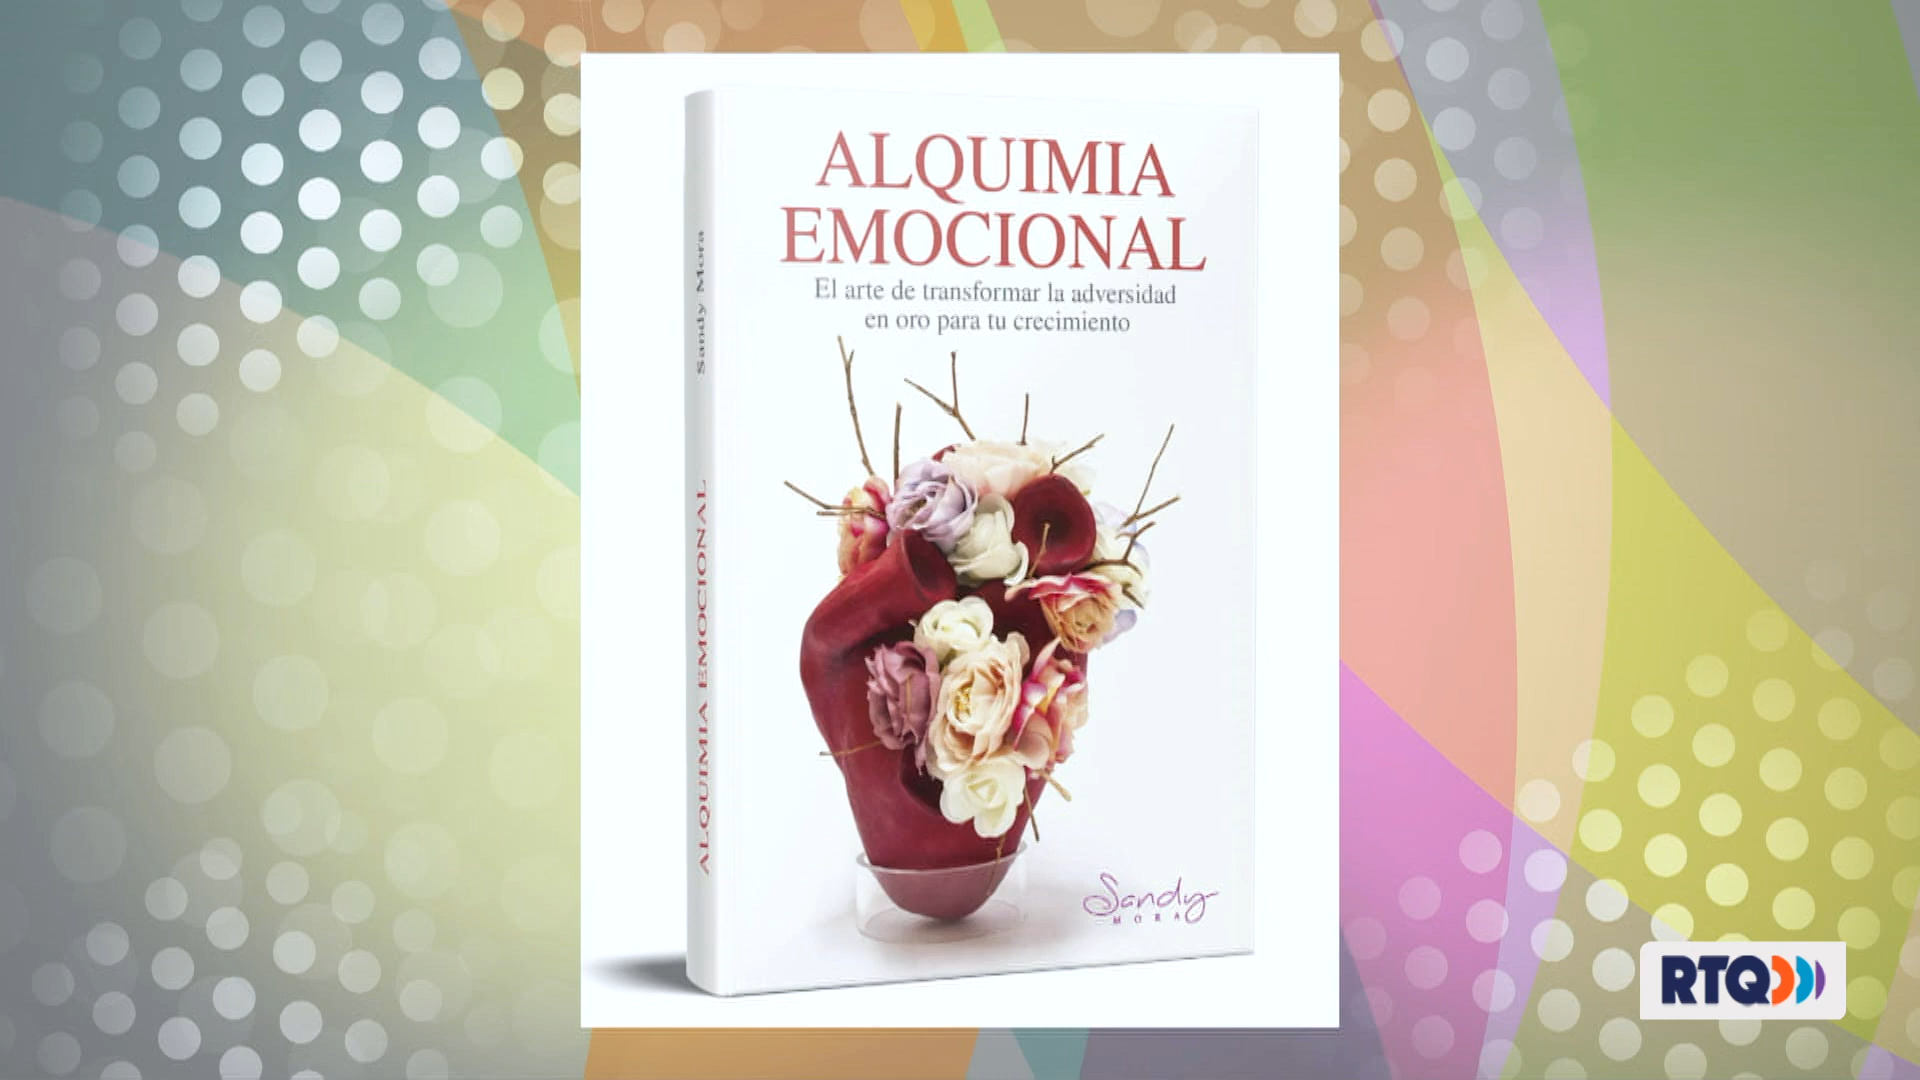 ALQUIMIA
EMOCIONAL
El arte de transformar la adversidad
en oro para tu crecimiento
Sandy Mora
ALQUIMIA EMOCIONAL
Sandy
MORA
RTQ